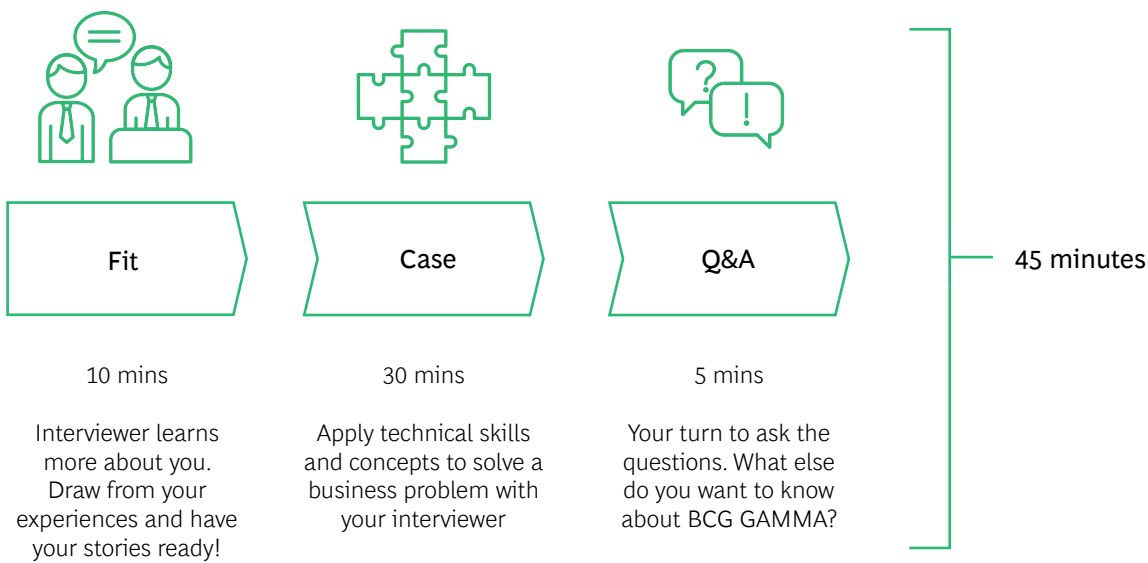 Fit
10 mins
Interviewer learns
more about you.
Draw from your
experiences and have
your stories ready!
Case
30 mins
Apply technical skills
and concepts to solve a
business problem with
your interviewer
Q&A
5 mins
Your turn to ask the
questions. What else
do you want to know
about BCG GAMMA?
45 minutes